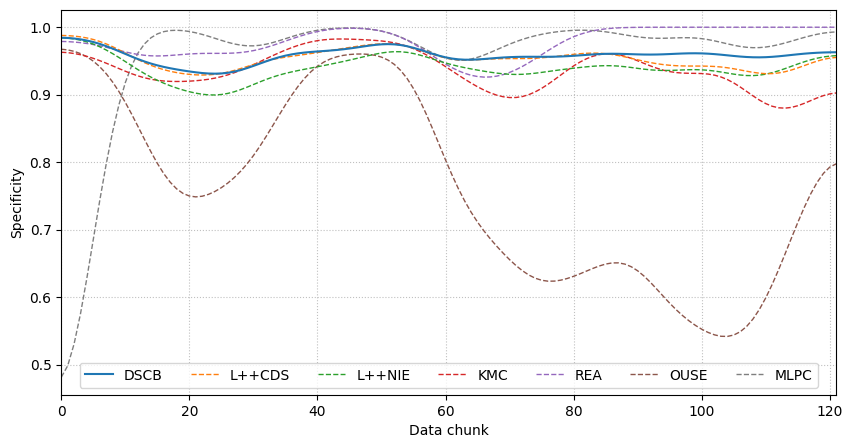 1.0
0.9
0.8
0.7
0.6
0.5
Specificity
DSCB L++CDS L++NIE KMC REA OUSE MLPC
0 20 40 60 80 100 120
Data chunk